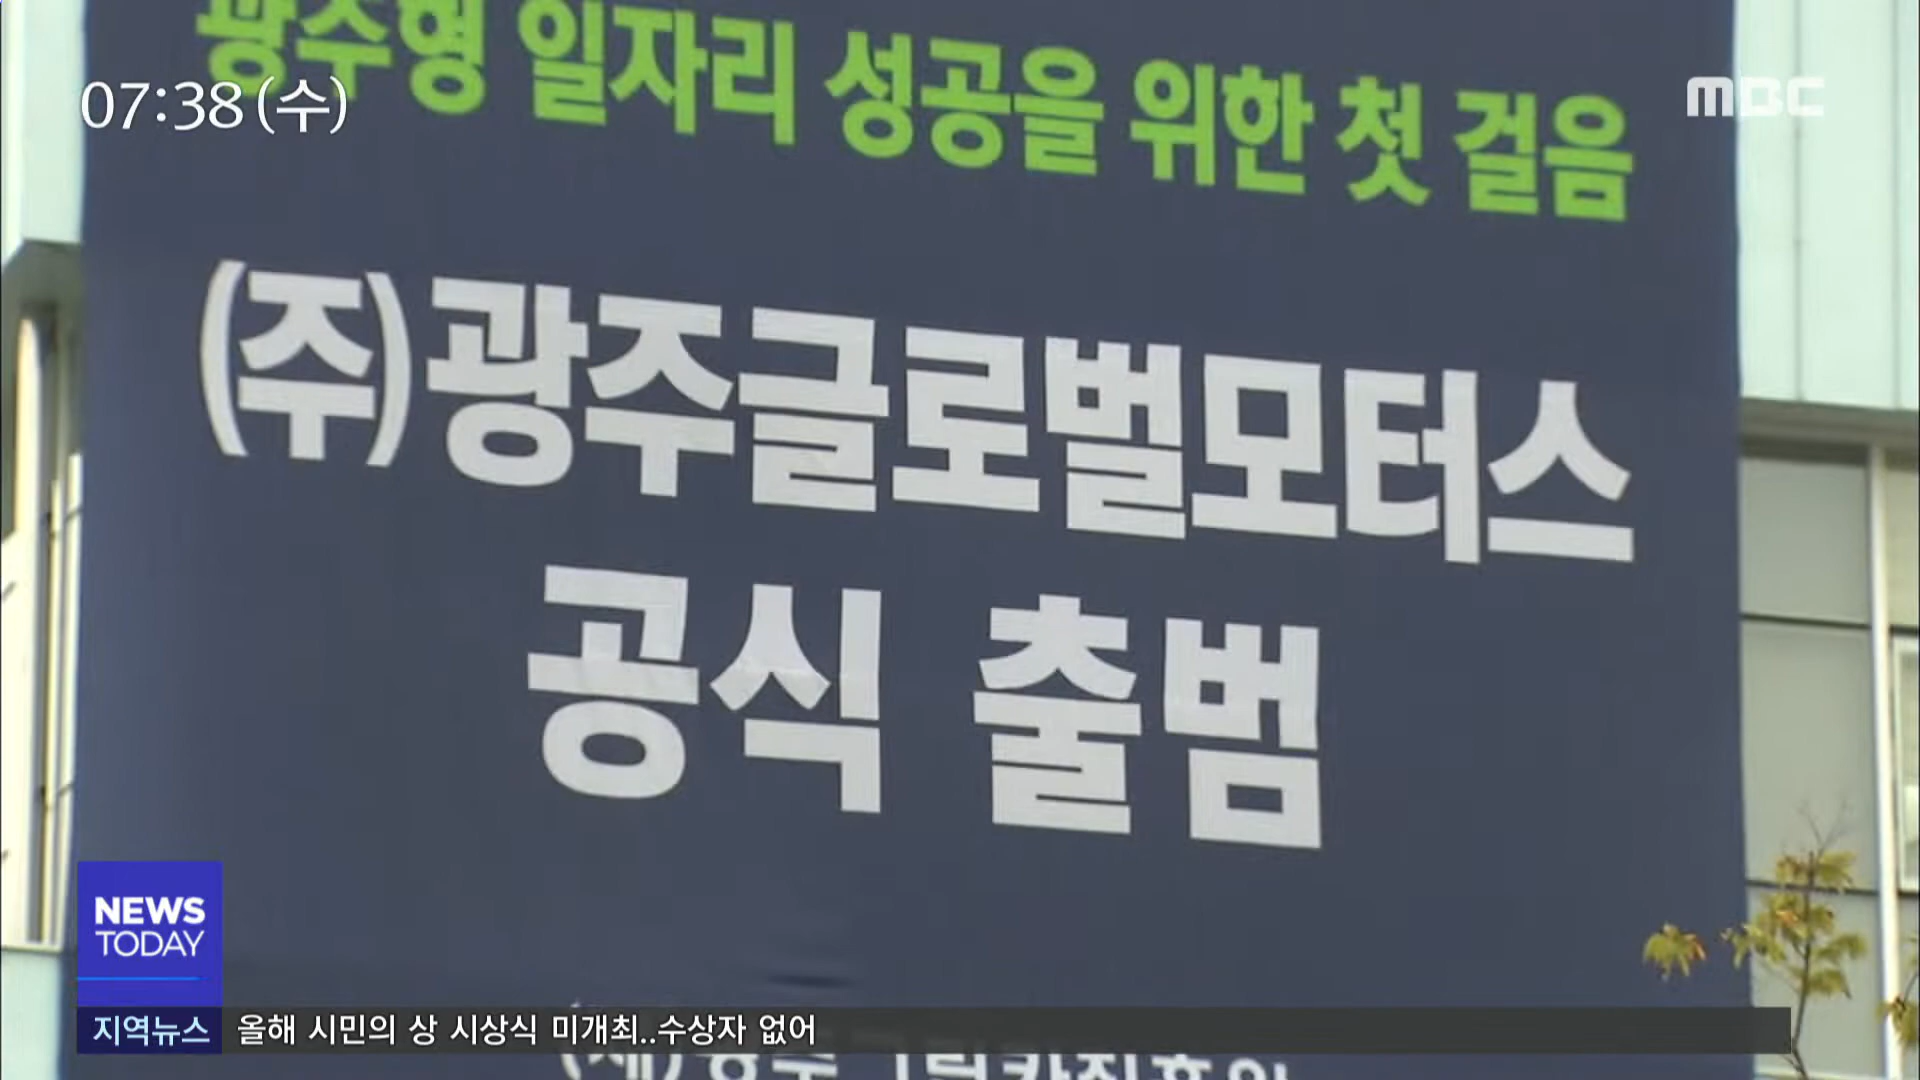 광주형 일자리 성공을 위한 첫 걸음
07:38 (수)
MBC
(주)광주글로벌모터스
공식 출범
NEWS
TODAY
지역뉴스 올해 시민의 상 시상식 미개최..수상자 없어